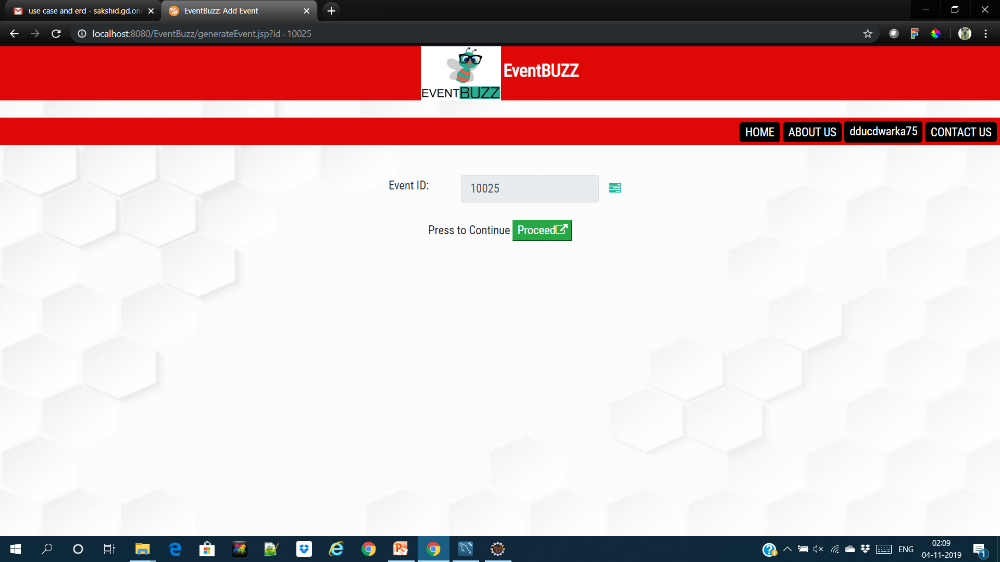 use case and erd - sakshid.gd.on
EventBuzz: Add Event
localhost:8080/EventBuzz/generateEvent.jsp?id=10025
EVENTBUZZ
EventBUZZ
HOME
ABOUT US
dducdwarka75
CONTACT US
Event ID:
10025
Press to Continue
Proceed
ENG
02:09
04-11-2019
1